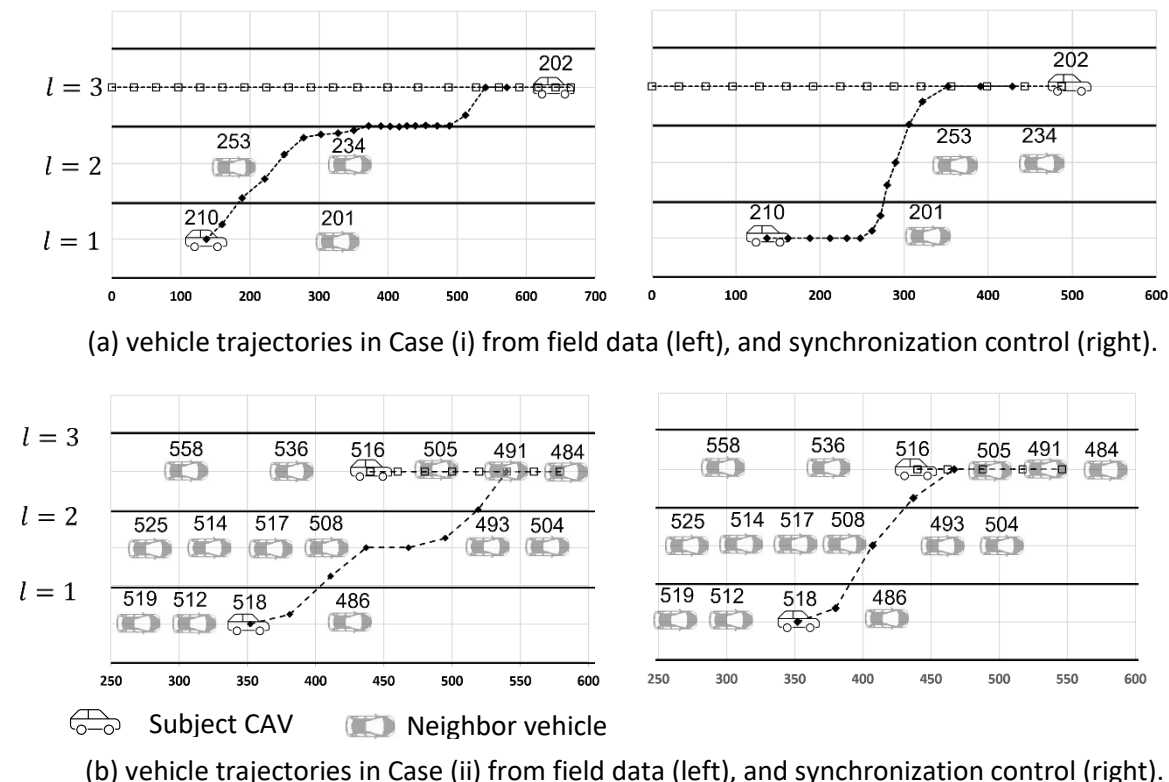 202
202
l = 3
253
234
253
234
l = 2
210
201
210
201
l = 1
0 100 200 300 400 500 600 700
0 100 200 300 400 500 600
(a) vehicle trajectories in Case (i) from field data (left), and synchronization control (right).
l = 3
558 536 516 505 491 484
558 536 516 505 491 484
l = 2
525 514 517 508 493 504
525 514 517 508 493 504
l = 1
519 512 518 486
519 512 518 486
250 300 350 400 450 500 550 600
250 300 350 400 450 500 550 600
Subject CAV Neighbor vehicle
(b) vehicle trajectories in Case (ii) from field data (left), and synchronization control (right).